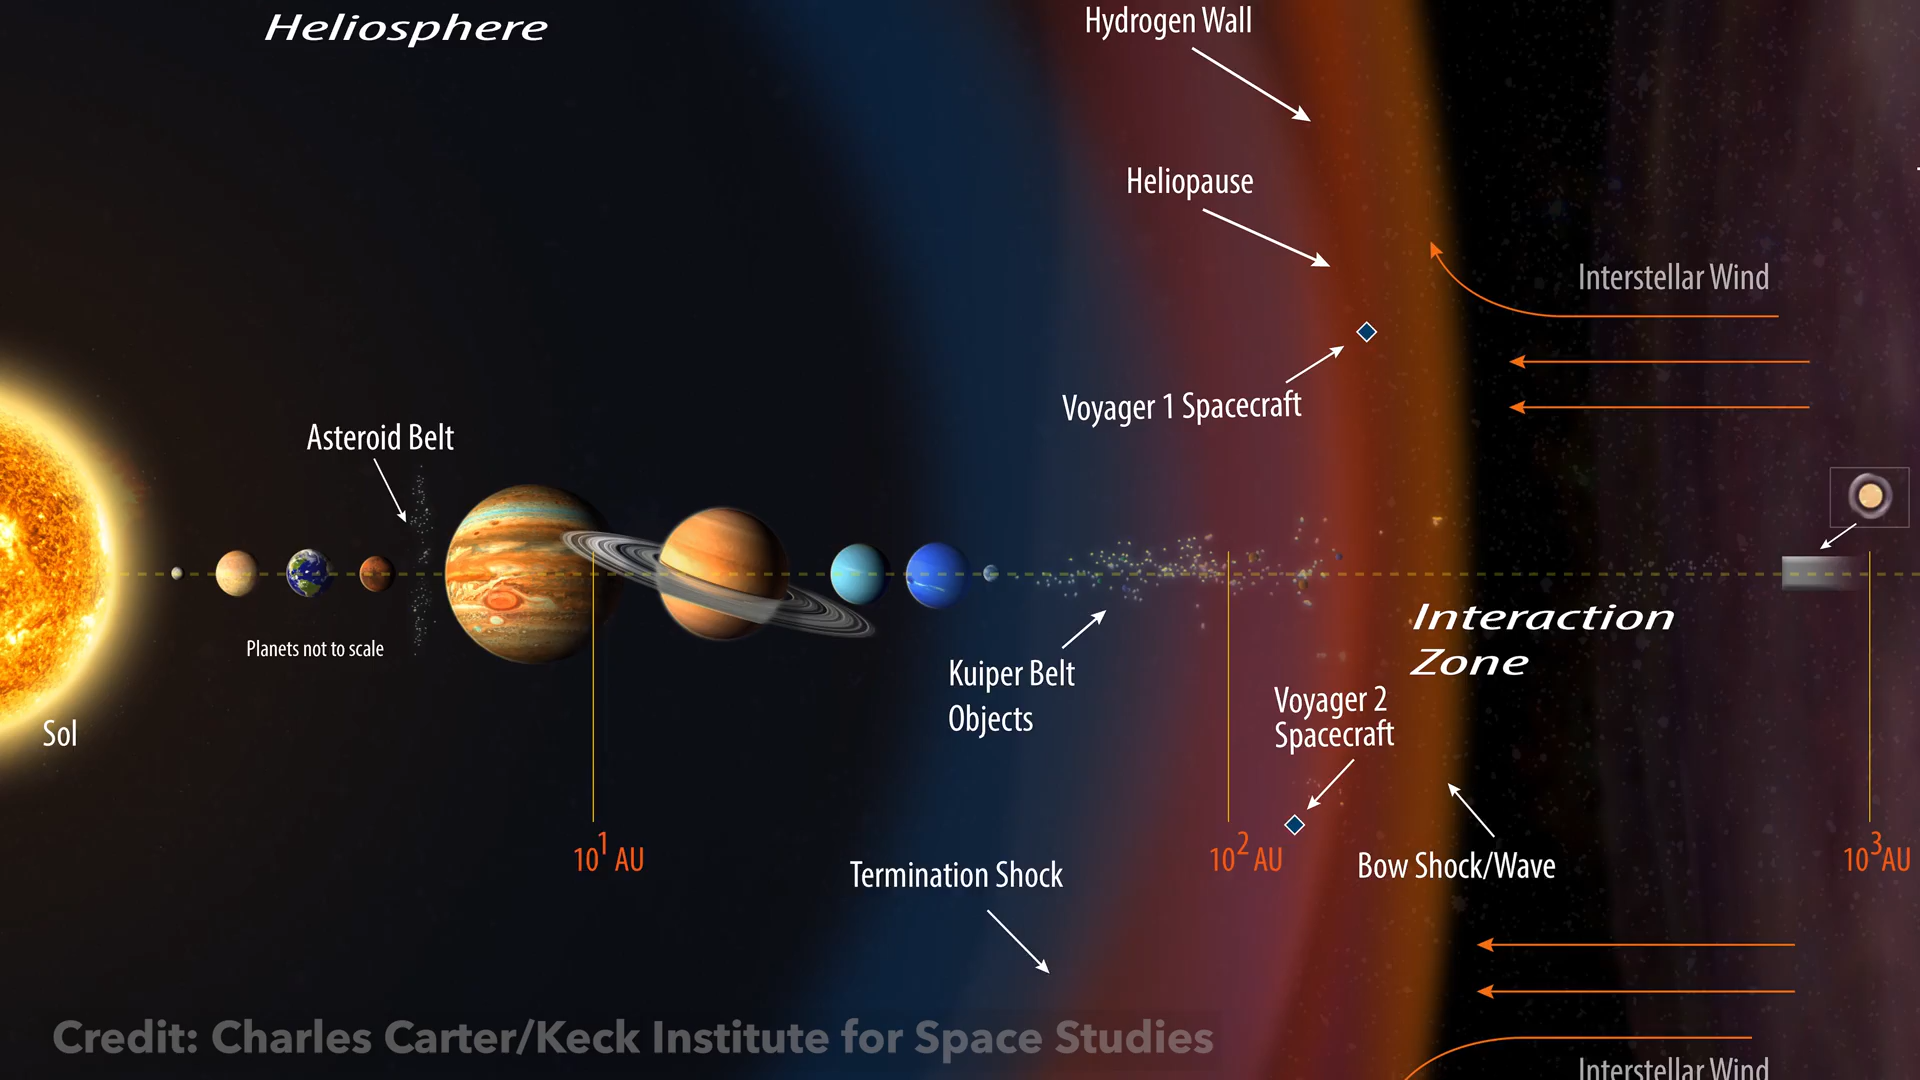 Heliosphere
Hydrogen Wall
Heliopause
Interstellar Wind
Voyager 1 Spacecraft
Asteroid Belt
Planets not to scale
Interaction
Zone
Kuiper Belt
Objects
Voyager 2
Spacecraft
Sol
10¹ AU
10² AU
10³ AU
Termination Shock
Bow Shock/Wave
Credit: Charles Carter/Keck Institute for Space Studies
Interstellar Wind